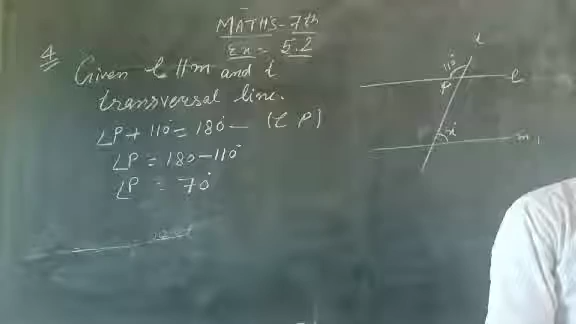 MATHS-7th
Ex = 5.2
4
Given l || m and t
transversal line.
∠P + 110° = 180 — (L P)
∠P = 180 - 110°
∠P = 70°
t
110°
P
l
x°
m